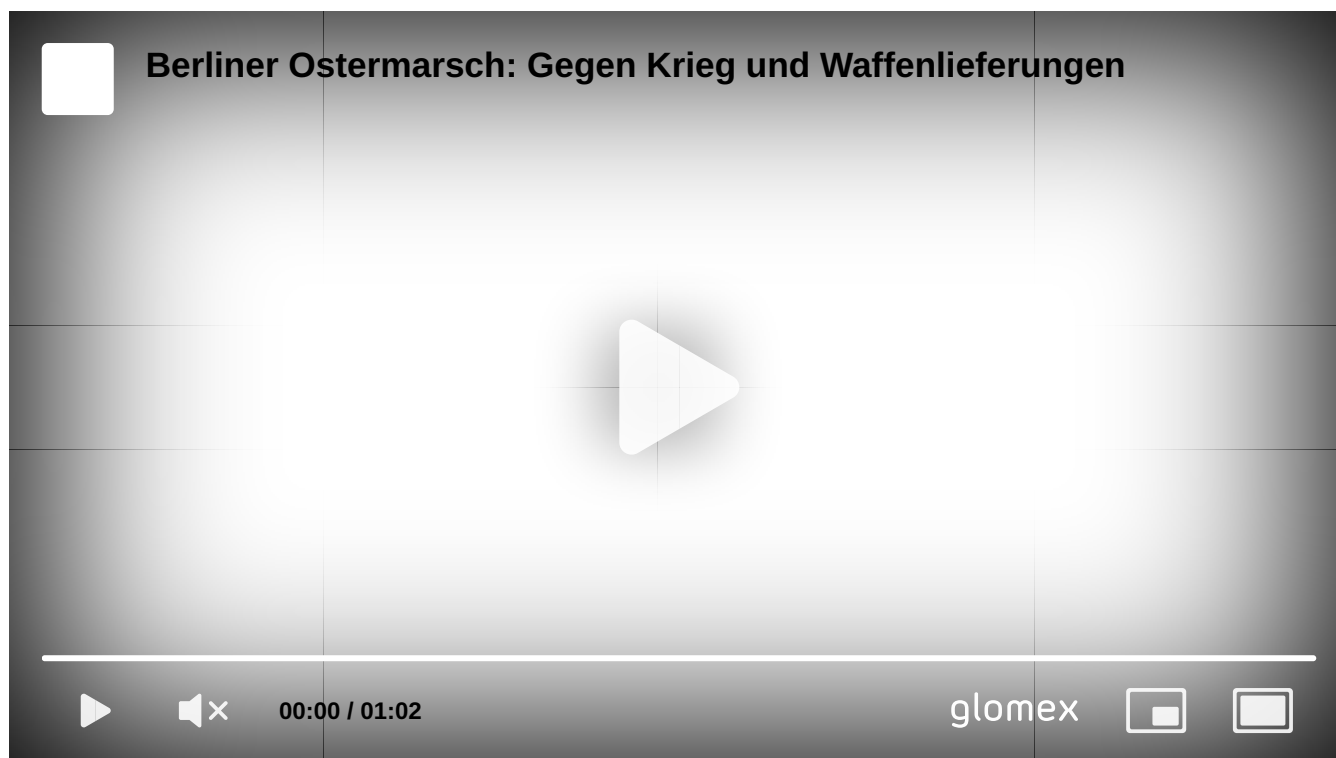 Berliner Ostermarsch: Gegen Krieg und Waffenlieferungen
00:00 / 01:02
glomex